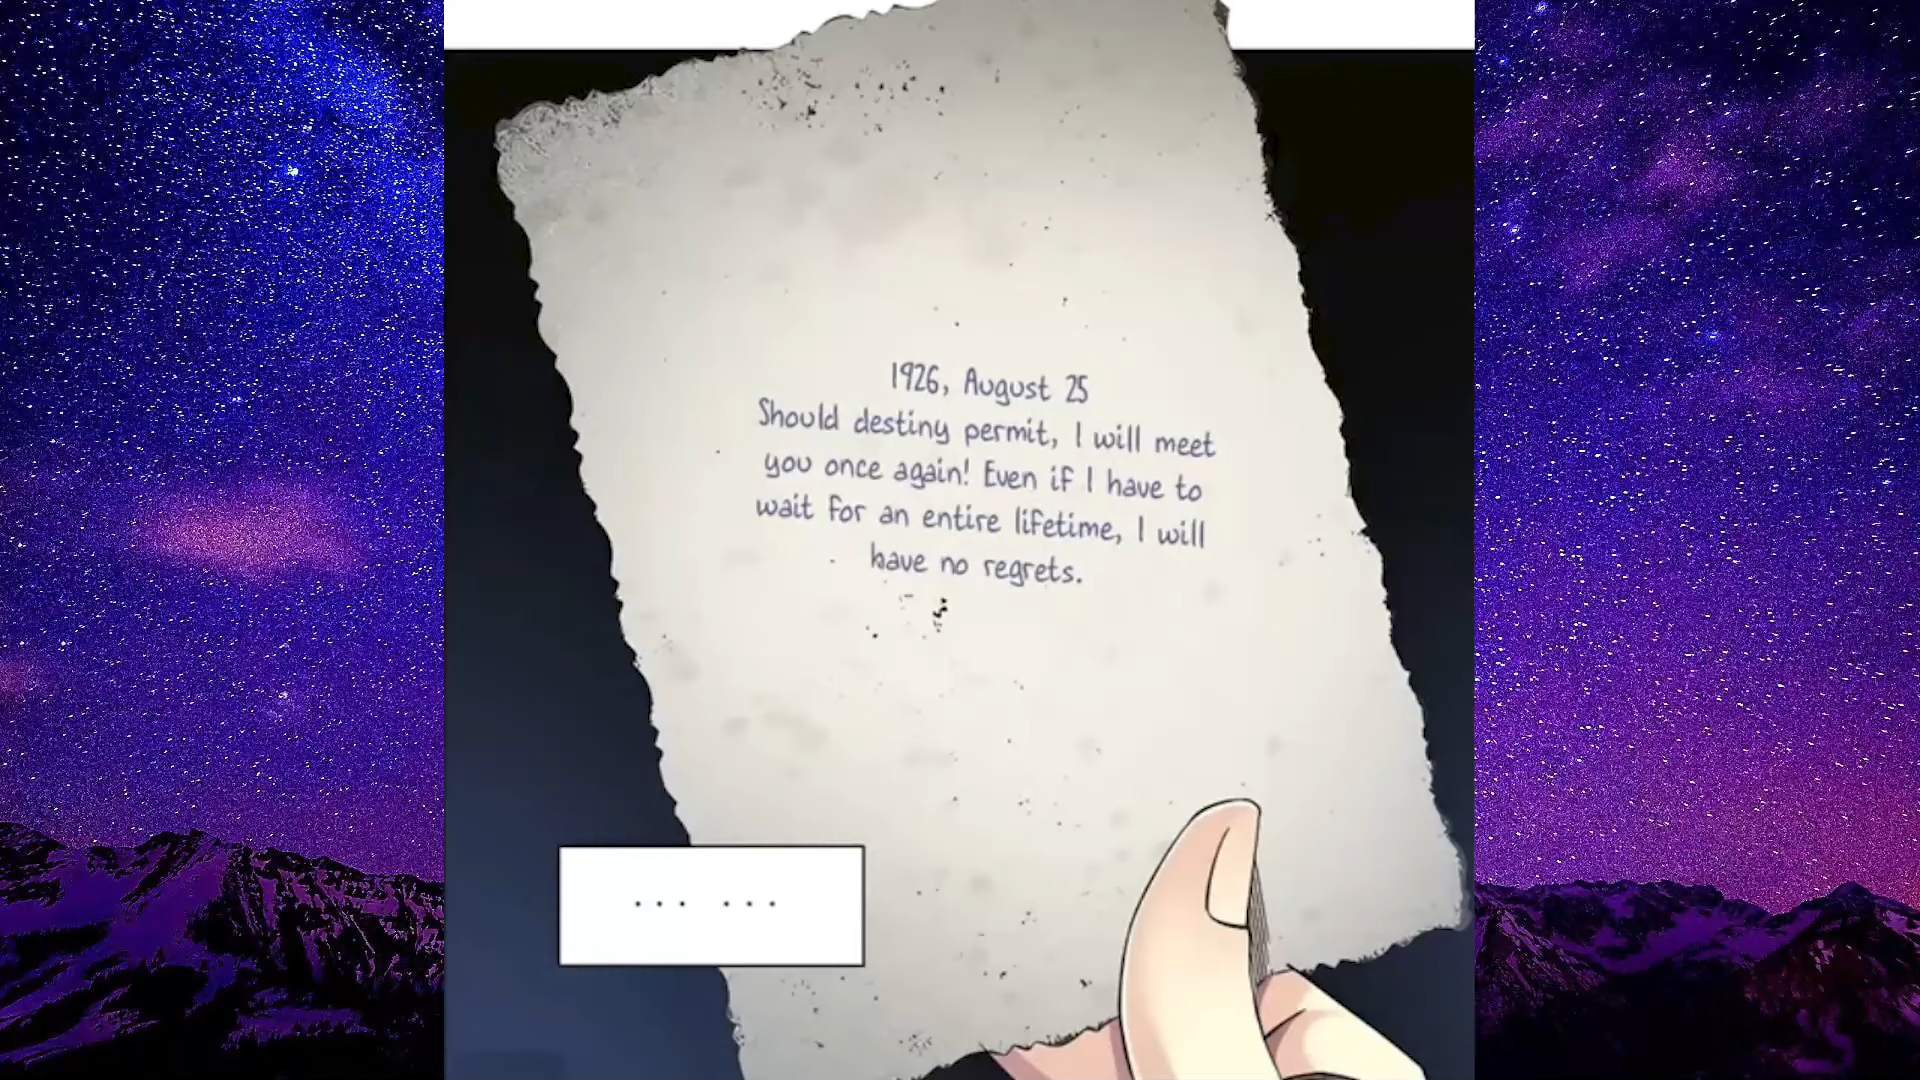 1926, August 25
Should destiny permit, I will meet
you once again! Even if I have to
wait for an entire lifetime, I will
have no regrets.
... ...